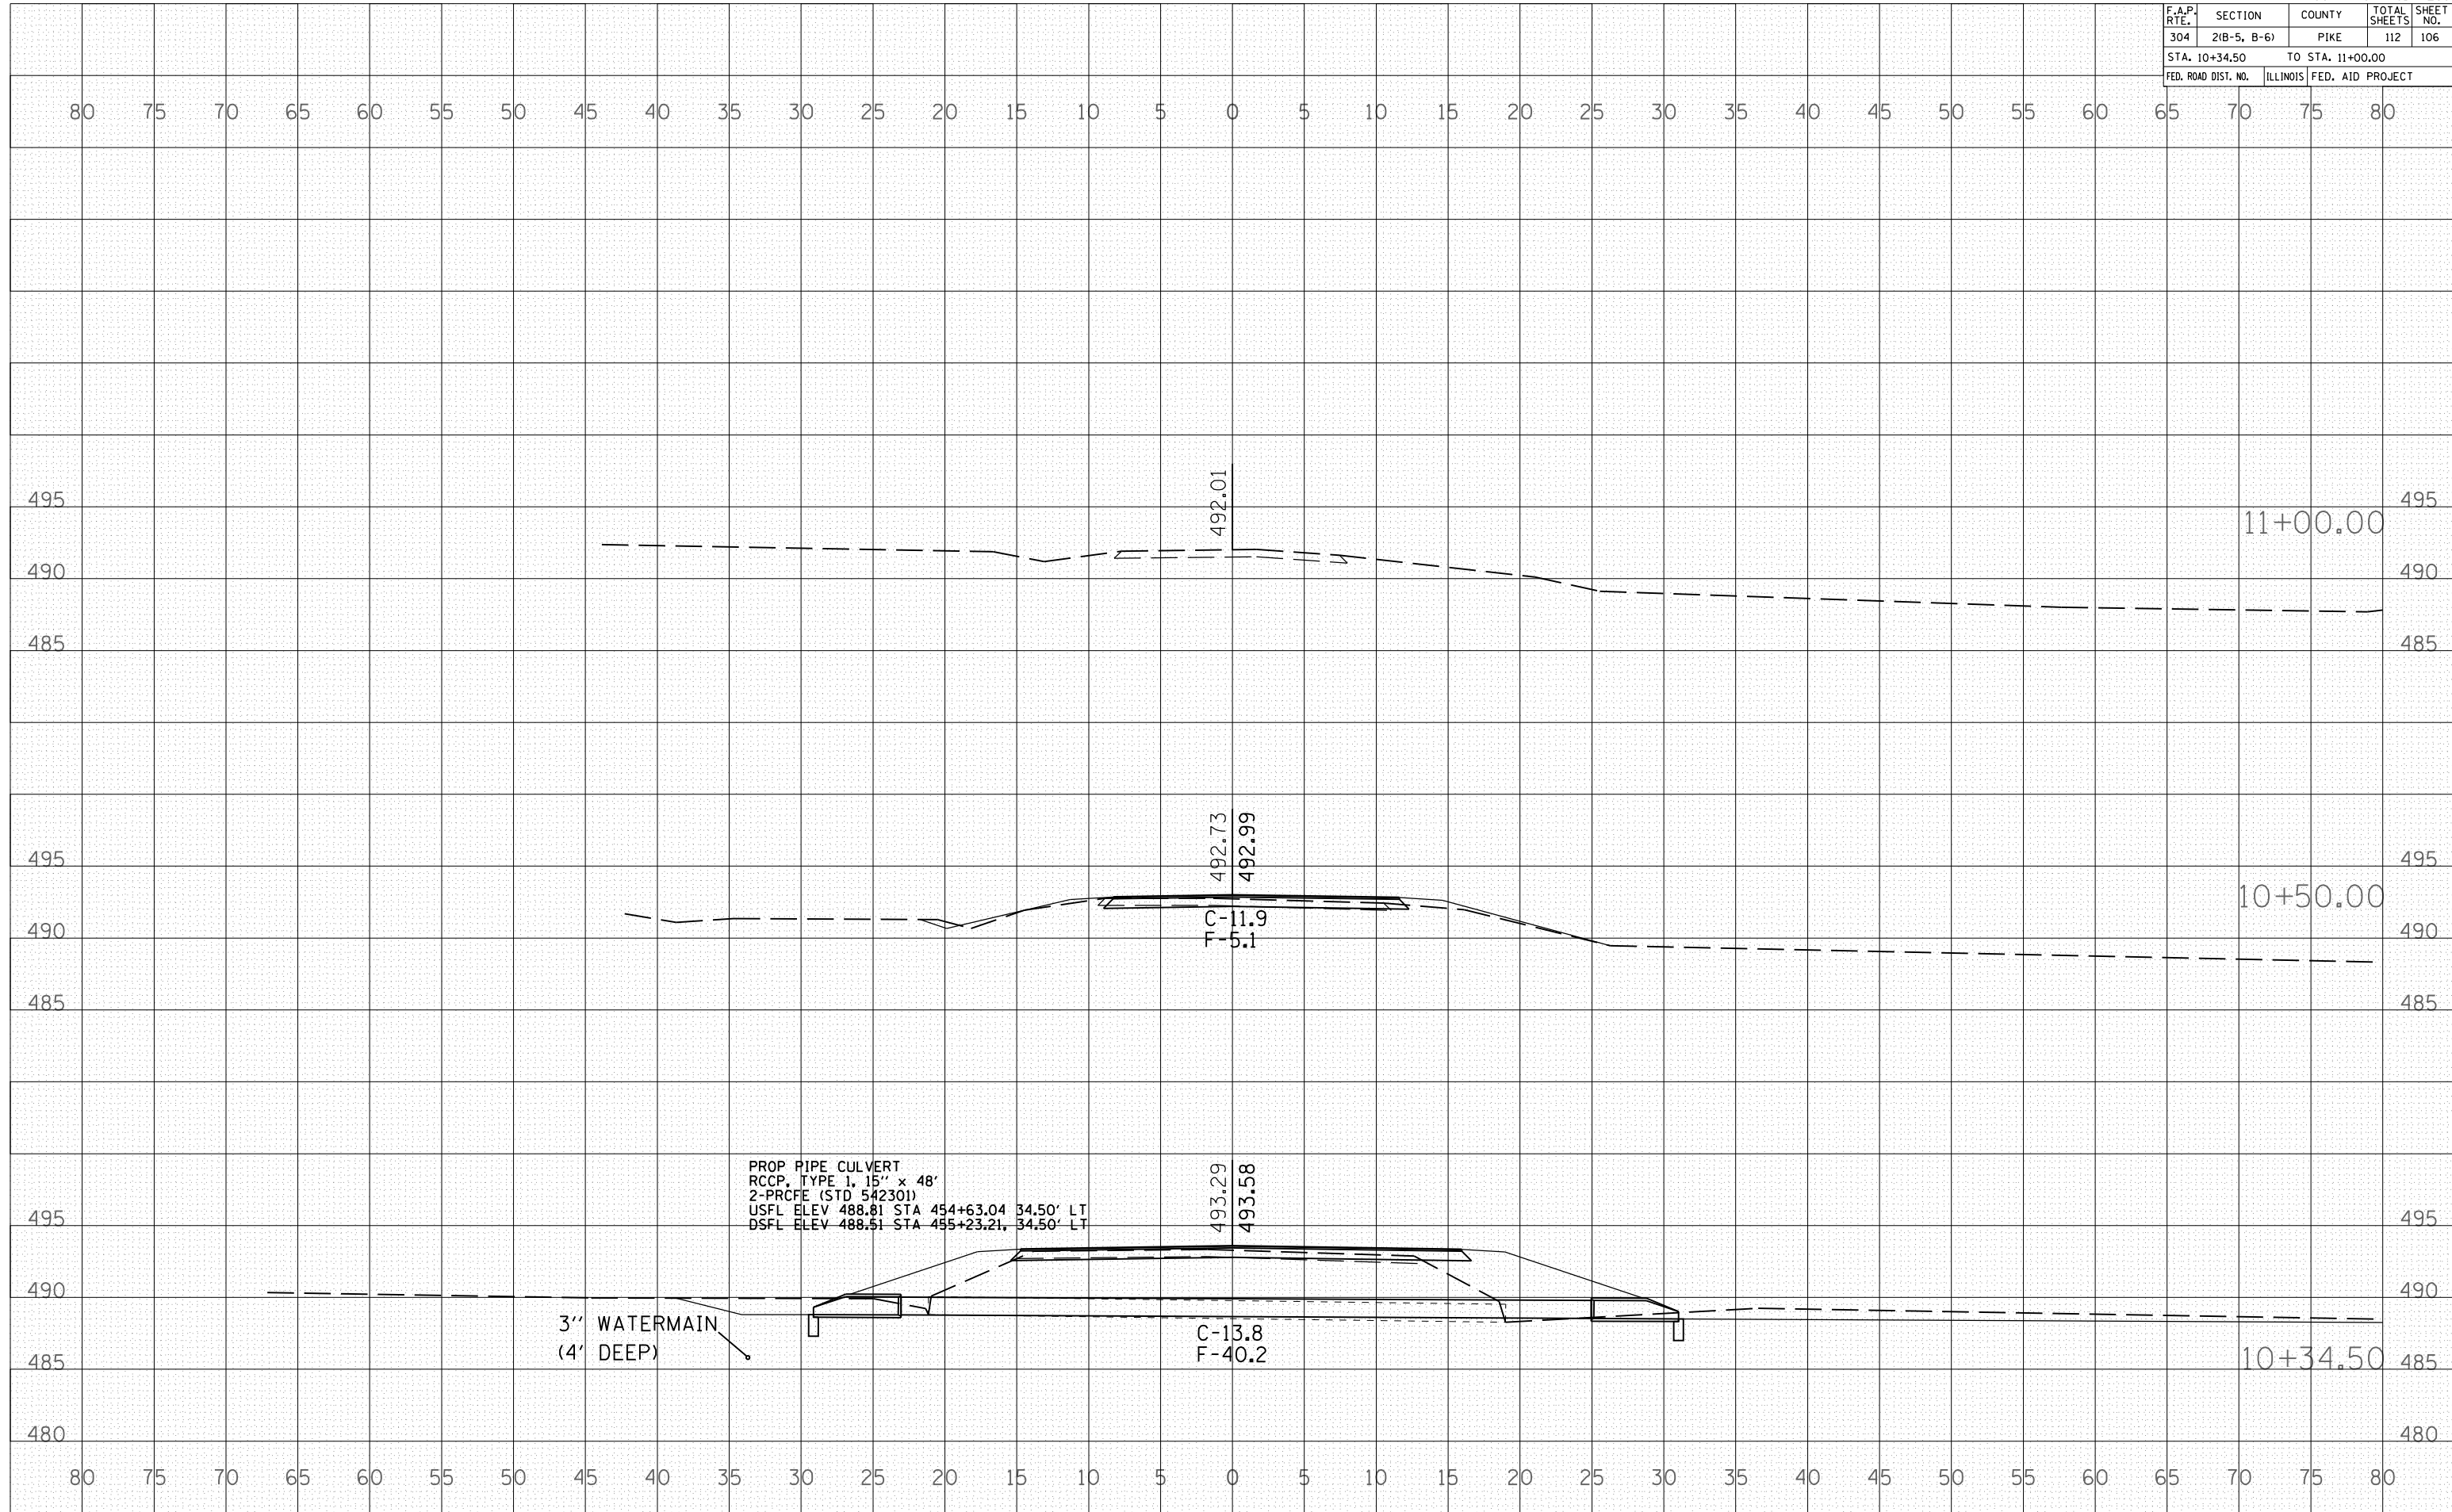 F.A.P. RTE. SECTION COUNTY TOTAL SHEETS SHEET NO.
304 2(B-5, B-6) PIKE 112 106
STA. 10+34.50 TO STA. 11+00.00
FED. ROAD DIST. NO. ILLINOIS FED. AID PROJECT
80 75 70 65 60 55 50 45 40 35 30 25 20 15 10 5 0 5 10 15 20 25 30 35 40 45 50 55 60 65 70 75 80
492.01
495 495
11+00.00
490 490
485 485
492.73 492.99
495 495
10+50.00
C-11.9
F-5.1
490 490
485 485
PROP PIPE CULVERT
RCCP, TYPE 1, 15'' x 48'
2-PRCFE (STD 542301)
USFL ELEV 488.81 STA 454+63.04 34.50' LT
DSFL ELEV 488.51 STA 455+23.21, 34.50' LT
493.29 493.58
495 495
490 490
3'' WATERMAIN
(4' DEEP)
C-13.8
F-40.2
10+34.50
485 485
480 480
80 75 70 65 60 55 50 45 40 35 30 25 20 15 10 5 0 5 10 15 20 25 30 35 40 45 50 55 60 65 70 75 80